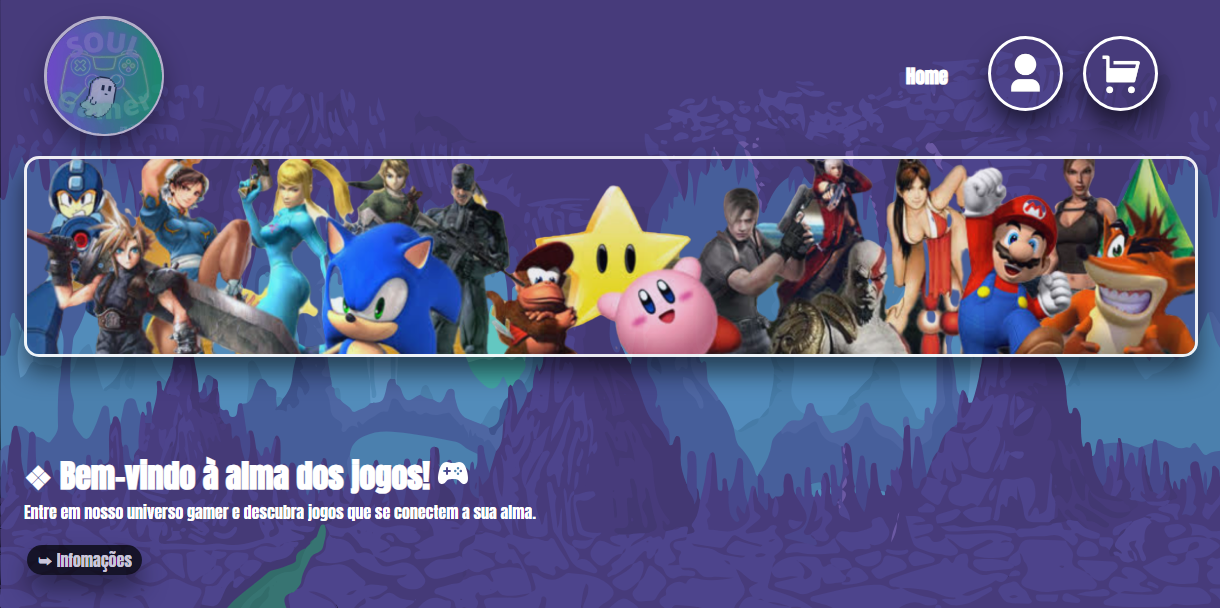 SOUL
Gamer
Home
Bem-vindo à alma dos jogos!
Entre em nosso universo gamer e descubra jogos que se conectem a sua alma.
➥ Infomações